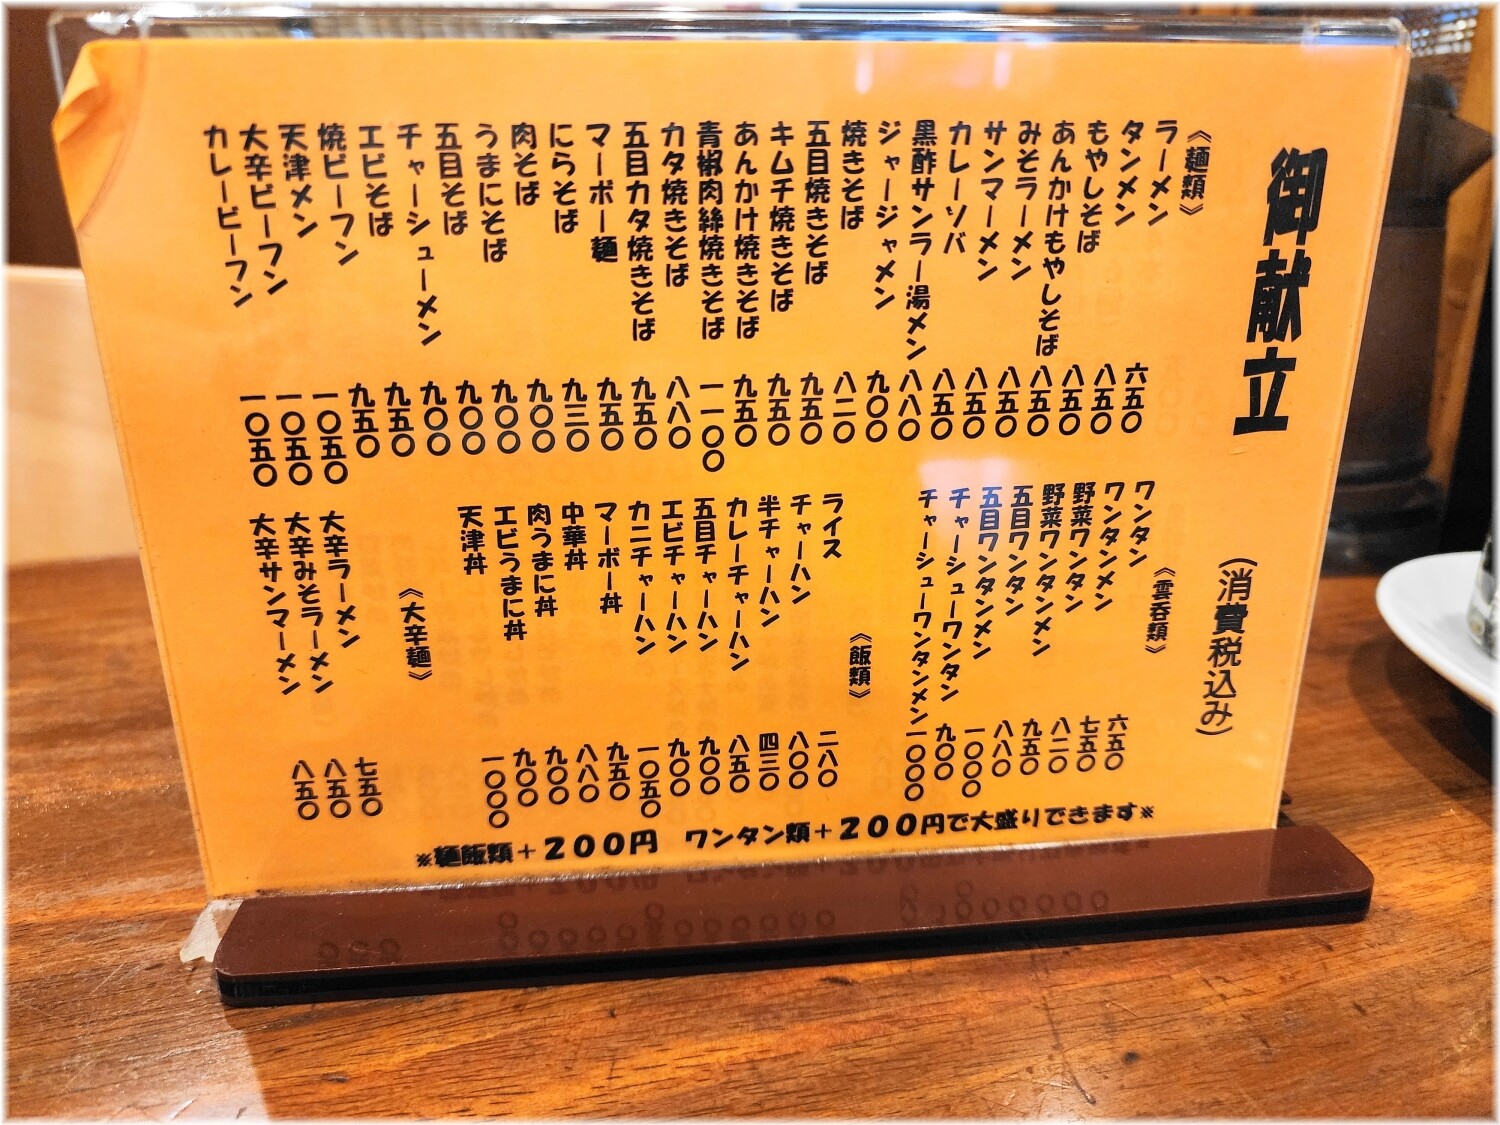 御献立
(消費税込み)
《麺類》
ラーメン 六五〇
タンメン 八五〇
もやしそば 八五〇
あんかけもやしそば 八五〇
みそラーメン 八五〇
サンマーメン 八五〇
カレーソバ 八五〇
黒酢サンラー湯メン 八八〇
ジャージャメン 九〇〇
焼きそば 八二〇
五目焼きそば 九五〇
キムチ焼きそば 九五〇
あんかけ焼きそば 九五〇
青椒肉絲焼きそば 一一〇〇
カタ焼きそば 八八〇
五目カタ焼きそば 九五〇
マーボー麺 九五〇
にらそば 九三〇
肉そば 九〇〇
うまにそば 九〇〇
五目そば 九〇〇
チャーシューメン 九〇〇
エビそば 九五〇
焼ビーフン 九五〇
天津メン 一〇五〇
大辛ビーフン 一〇五〇
カレービーフン 一〇五〇
《雲呑類》
ワンタン 六五〇
ワンタンメン 七五〇
野菜ワンタン 八一〇
野菜ワンタンメン 九五〇
五目ワンタン 八八〇
五目ワンタンメン 一〇〇〇
チャーシューワンタン 九〇〇
チャーシューワンタンメン 一〇〇〇
《飯類》
ライス 二八〇
チャーハン 八〇〇
半チャーハン 四三〇
カレーチャーハン 八五〇
五目チャーハン 九〇〇
エビチャーハン 九〇〇
カニチャーハン 一〇五〇
マーボー丼 九五〇
中華丼 八八〇
肉うまに丼 九〇〇
エビうまに丼 九〇〇
天津丼 一〇〇〇
《大辛麺》
大辛ラーメン 七五〇
大辛みそラーメン 八五〇
大辛サンマーメン 八五〇
※麺飯類＋２００円　ワンタン類＋２００円で大盛りできます※